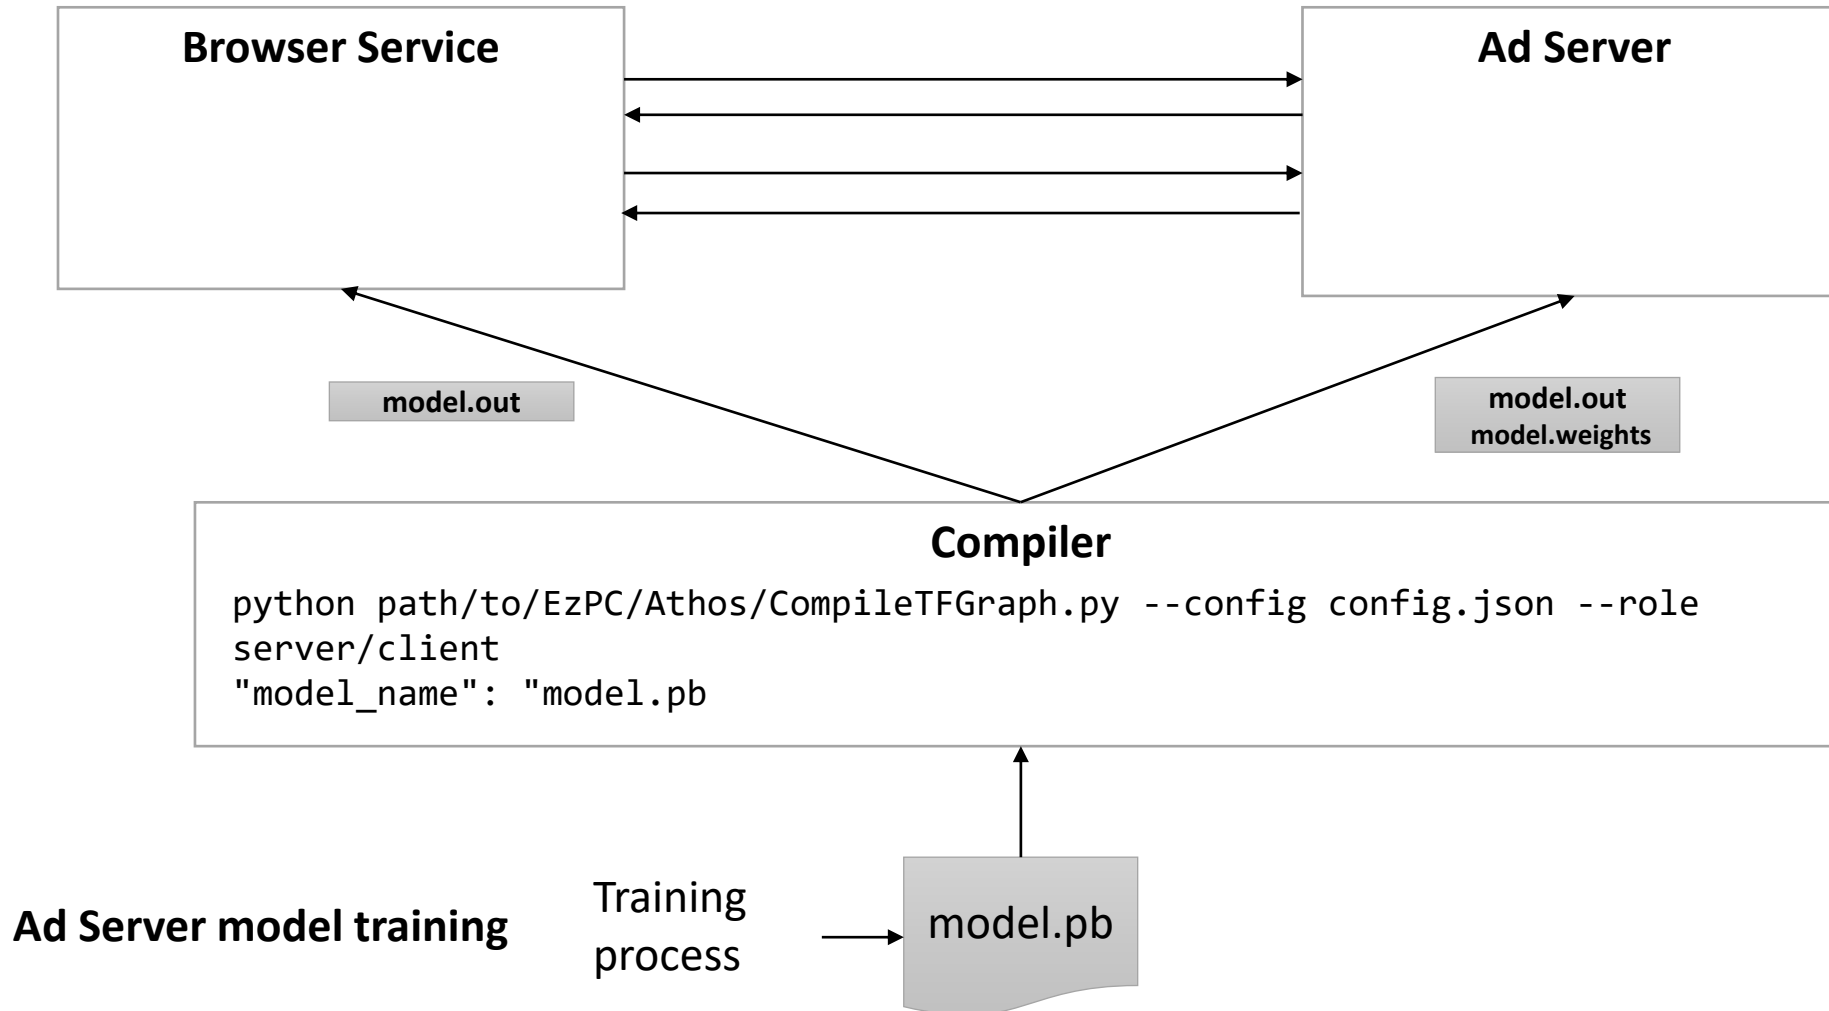 Browser Service
Ad Server
model.out
model.out
model.weights
Compiler
python path/to/EzPC/Athos/CompileTFGraph.py --config config.json --role
server/client
"model_name": "model.pb
Ad Server model training
Training
process
model.pb